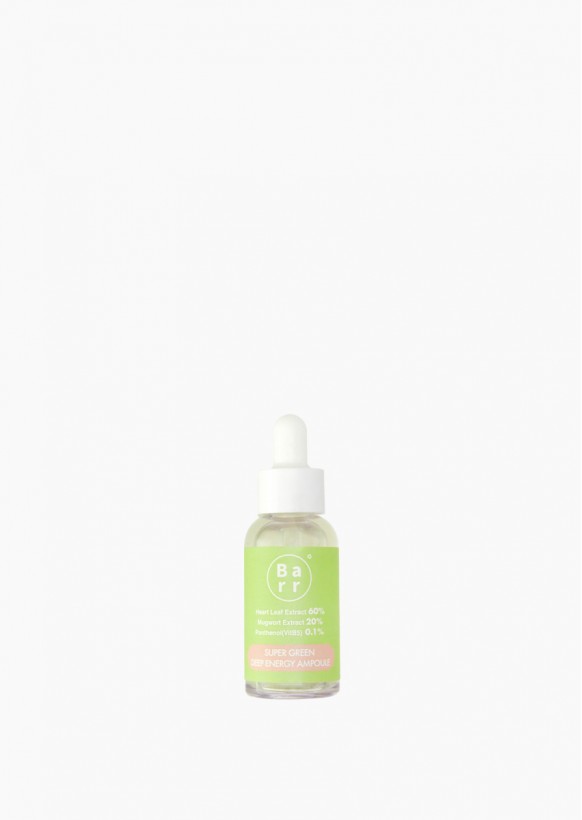 Ba
rr
®
Heart Leaf Extract 60%
Mugwort Extract 20%
Panthenol(VitB5) 0.1%
SUPER GREEN
DEEP ENERGY AMPOULE